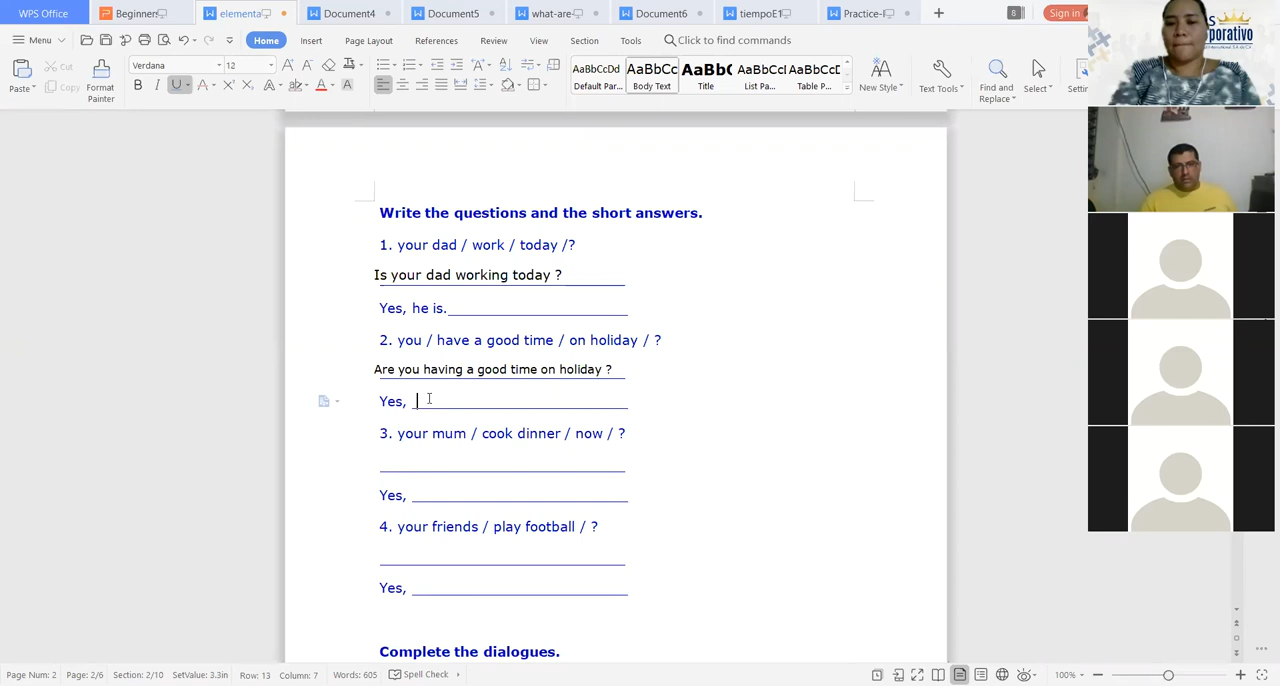 WPS Office
Beginner
elementa
Document4
Document5
what-are
Document6
tiempoE1
Practice-I
+
8
Sign in
Menu
Home
Insert
Page Layout
References
Review
View
Section
Tools
Click to find commands
orporativo
Paste
Cut
Copy
Format
Painter
Verdana
12
B I U
AaBbCcDd
Default Par...
AaBbCc
Body Text
AaBb
Title
AaBbCcl
List Pa...
AaBbCcD
Table P...
New Style
Text Tools
Find and
Replace
Select
Write the questions and the short answers.
1. your dad / work / today /?
Is your dad working today ?
Yes, he is.
2. you / have a good time / on holiday / ?
Are you having a good time on holiday ?
Yes,
3. your mum / cook dinner / now / ?
Yes,
4. your friends / play football / ?
Yes,
Complete the dialogues.
Page Num: 2
Page: 2/6
Section: 2/10
SetValue: 3.3in
Row: 13
Column: 7
Words: 605
Spell Check
100%